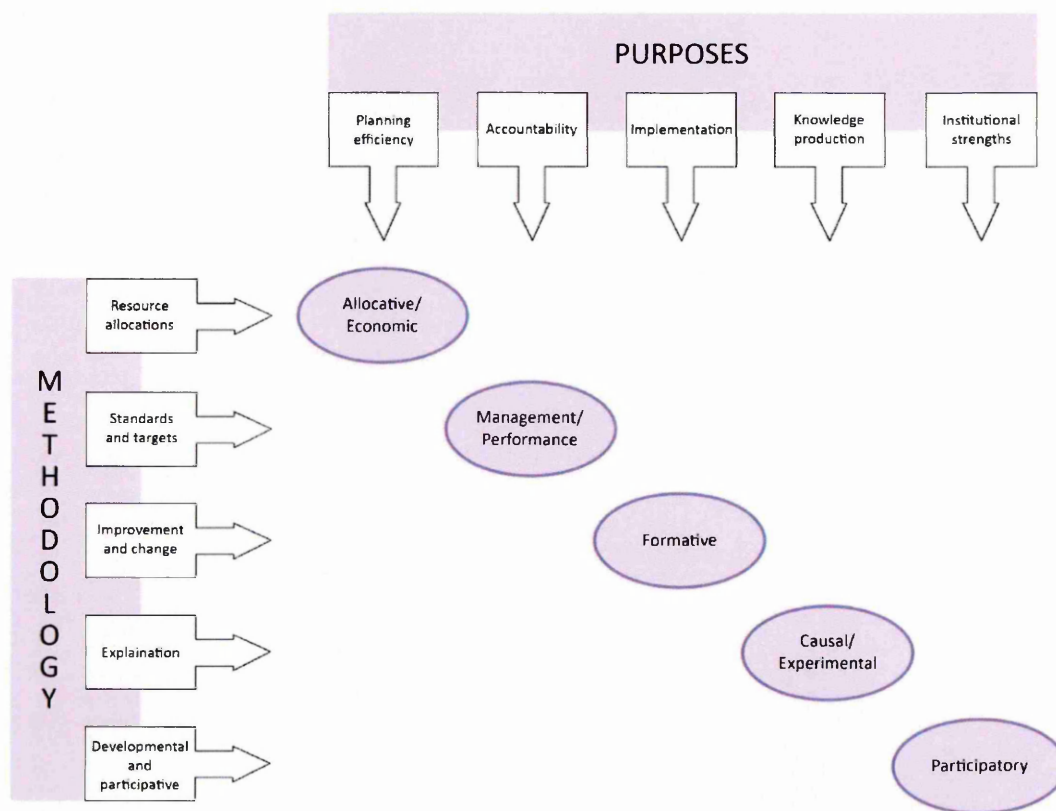 PURPOSES
Planning
efficiency
Accountability
Implementation
Knowledge
production
Institutional
strengths
METHODOLOGY
Resource
allocations
Allocative/
Economic
Standards
and targets
Management/
Performance
Improvement
and change
Formative
Explaination
Causal/
Experimental
Developmental
and
participative
Participatory